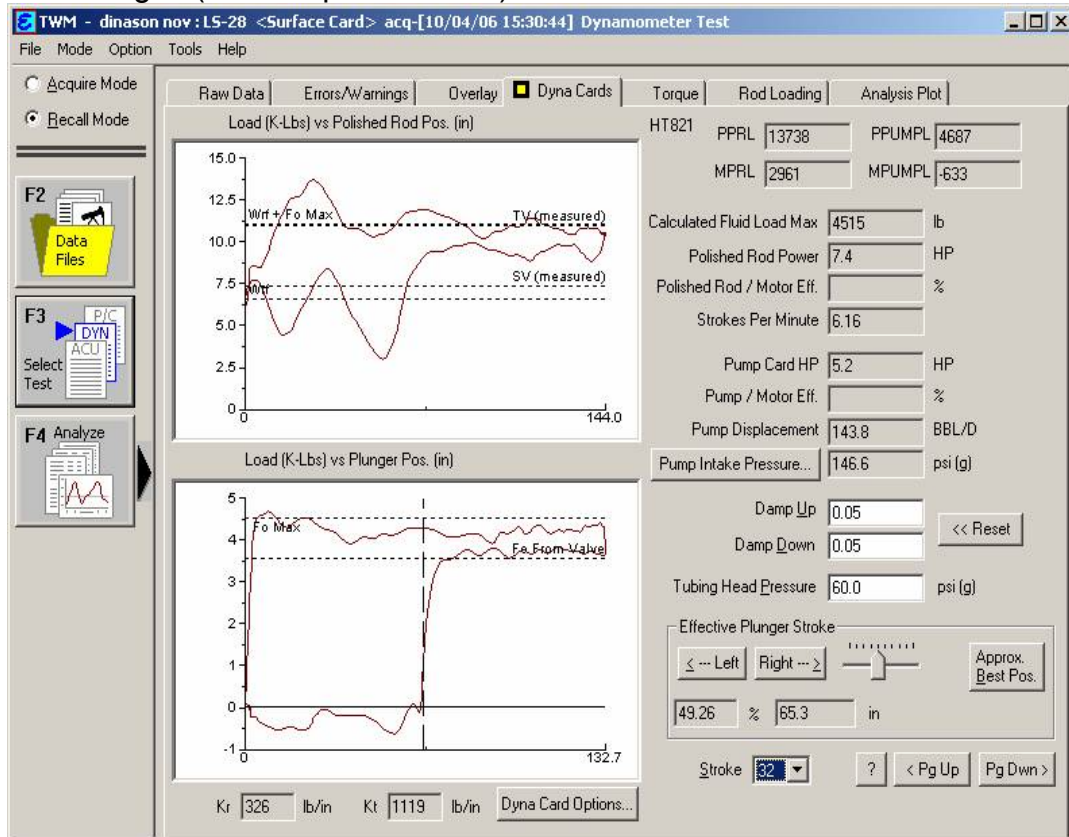 TWM - dinason nov : LS-28 <Surface Card> acq-[10/04/06 15:30:44] Dynamometer Test
File Mode Option Tools Help
Acquire Mode
Recall Mode
F2
Data
Files
F3
P/C
DYN
ACU
Select
Test
F4 Analyze
Raw Data Errors/Warnings Overlay Dyna Cards Torque Rod Loading Analysis Plot
Load (K-Lbs) vs Polished Rod Pos. (in)
15.0
12.5
Wrf + Fo Max TV (measured)
10.0
SV (measured)
7.5
Wrf
5.0
2.5
0
0 144.0
Load (K-Lbs) vs Plunger Pos. (in)
5
Fo Max
4
Fe From Valve
3
2
1
0
-1
0 132.7
Kr 326 lb/in Kt 1119 lb/in Dyna Card Options...
HT821 PPRL 13738 PPUMPL 4687
MPRL 2961 MPUMPL -633
Calculated Fluid Load Max 4515 lb
Polished Rod Power 7.4 HP
Polished Rod / Motor Eff. %
Strokes Per Minute 6.16
Pump Card HP 5.2 HP
Pump / Motor Eff. %
Pump Displacement 143.8 BBL/D
Pump Intake Pressure... 146.6 psi (g)
Damp Up 0.05
<< Reset
Damp Down 0.05
Tubing Head Pressure 60.0 psi (g)
Effective Plunger Stroke
< --- Left Right --- > Approx.
Best Pos.
49.26 % 65.3 in
Stroke 32 ? < Pg Up Pg Dwn >